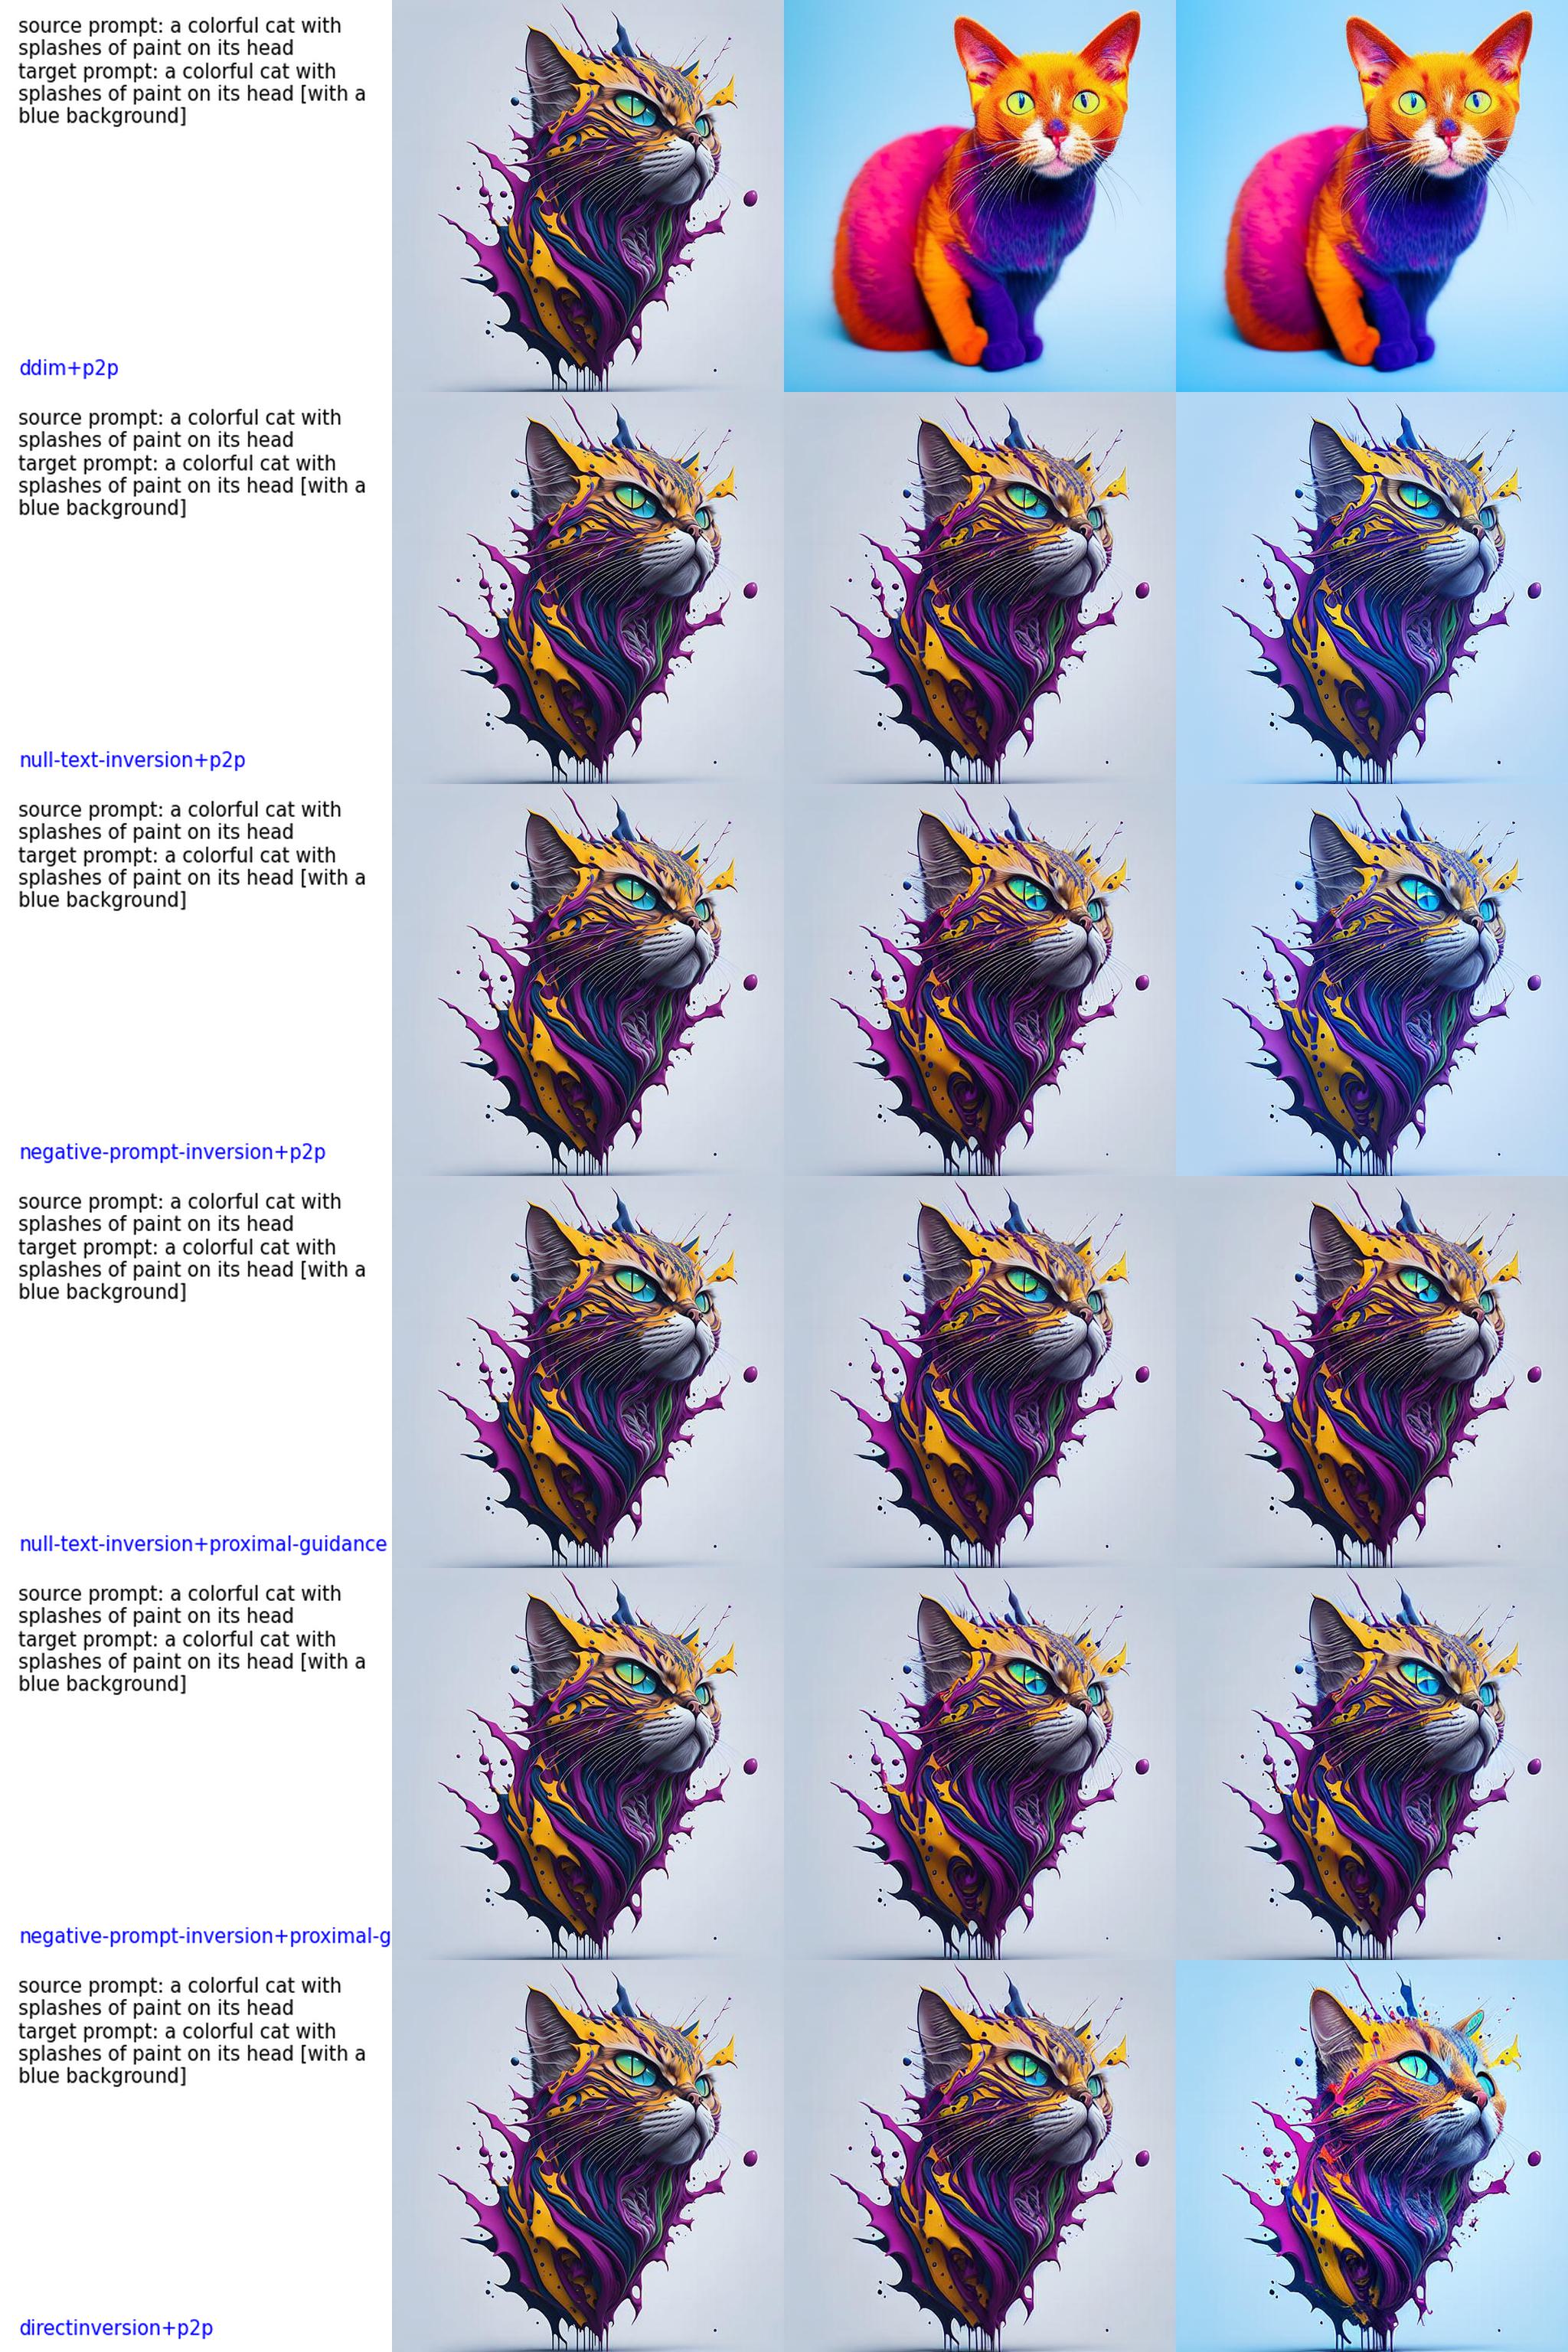 source prompt: a colorful cat with
splashes of paint on its head
target prompt: a colorful cat with
splashes of paint on its head [with a
blue background]
ddim+p2p
source prompt: a colorful cat with
splashes of paint on its head
target prompt: a colorful cat with
splashes of paint on its head [with a
blue background]
null-text-inversion+p2p
source prompt: a colorful cat with
splashes of paint on its head
target prompt: a colorful cat with
splashes of paint on its head [with a
blue background]
negative-prompt-inversion+p2p
source prompt: a colorful cat with
splashes of paint on its head
target prompt: a colorful cat with
splashes of paint on its head [with a
blue background]
null-text-inversion+proximal-guidance
source prompt: a colorful cat with
splashes of paint on its head
target prompt: a colorful cat with
splashes of paint on its head [with a
blue background]
negative-prompt-inversion+proximal-g
source prompt: a colorful cat with
splashes of paint on its head
target prompt: a colorful cat with
splashes of paint on its head [with a
blue background]
directinversion+p2p